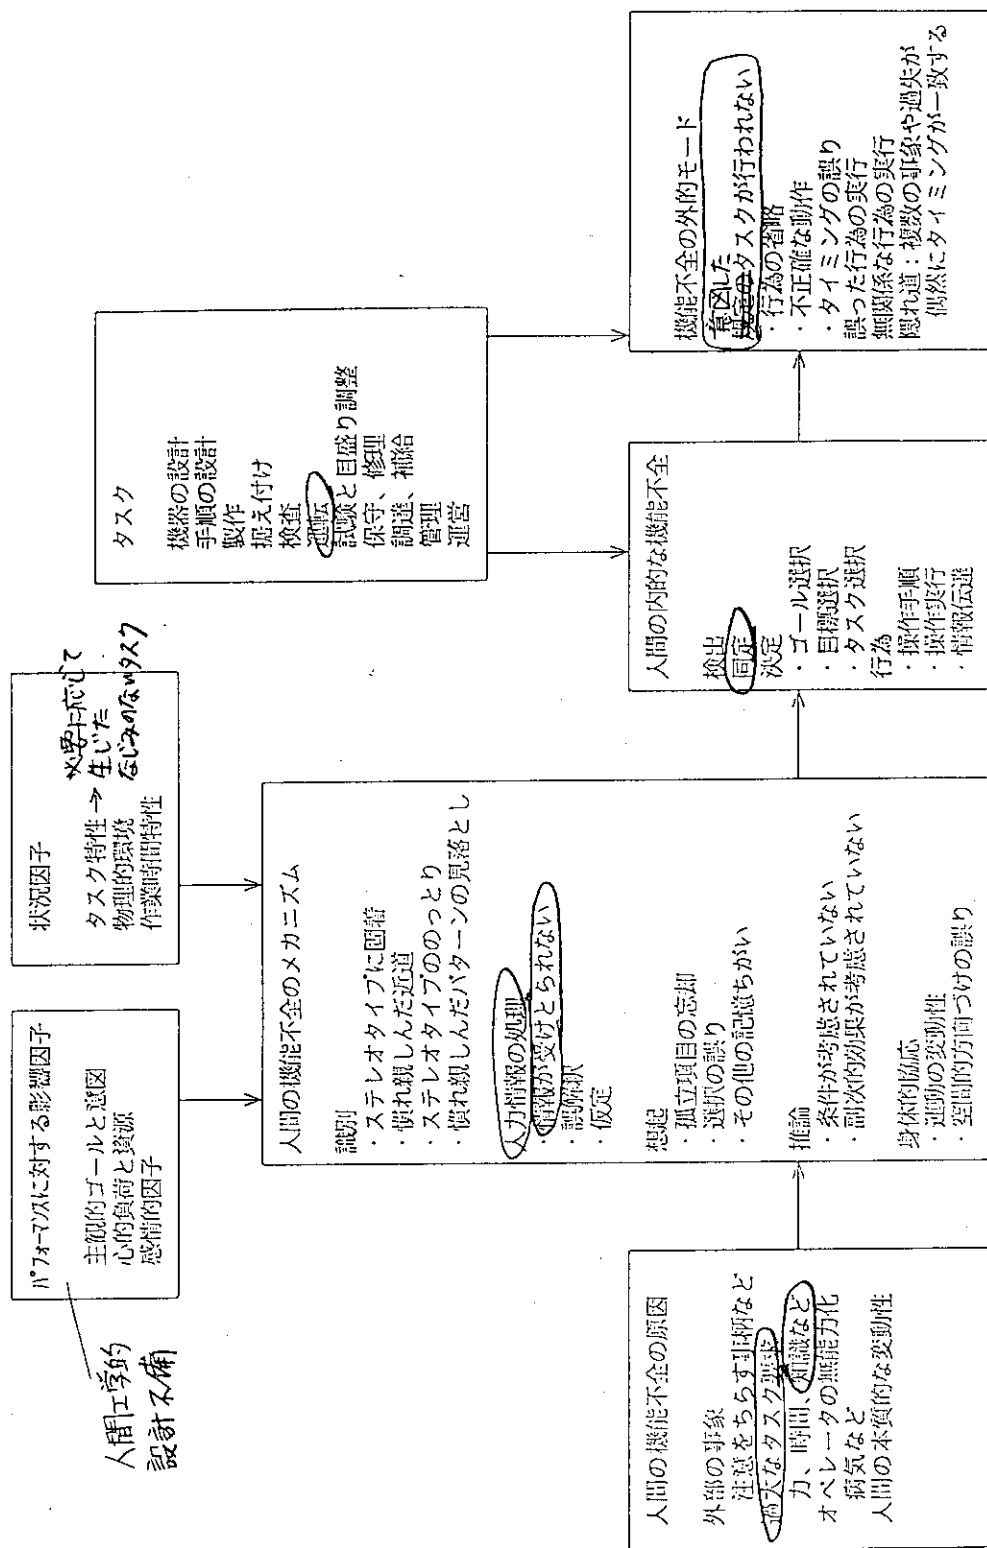 パフォーマンスに対する影響因子
主観的ゴールと意図
心的負荷と資源
感情的因子
人間工学的
設計不備
状況因子
タスク特性→必要に応じて
生じた
なじみのないタスク
物理的環境
作業時間特性
タスク
機器の設計
手順の設計
製作
据え付け
検査
運転
試験と目盛り調整
保守、修理
調達、補給
管理
運営
人間の機能不全の原因
外部の事象
注意をちらす事柄など
過大なタスク要求
力、時間、知識など
オペレータの無能力化
病気など
人間の本質的な変動性
人間の機能不全のメカニズム
識別
・ステレオタイプに固着
・慣れ親しんだ近道
・ステレオタイプののっとり
・慣れ親しんだパターンの見落とし
入力情報の処理
・情報が受けとられない
・誤解釈
・仮定
想起
・孤立項目の忘却
・選択の誤り
・その他の記憶ちがい
推論
・条件が考慮されていない
・副次的効果が考慮されていない
身体的協応
・運動の変動性
・空間的方向づけの誤り
人間の内的な機能不全
検出
同定
決定
・ゴール選択
・目標選択
・タスク選択
行為
・操作手順
・操作実行
・情報伝達
機能不全の外的モード
意図した
規定のタスクが行われない
・行為の省略
・不正確な動作
・タイミングの誤り
誤った行為の実行
無関係な行為の実行
隠れ道：複数の事象や過失が
偶然にタイミングが一致する